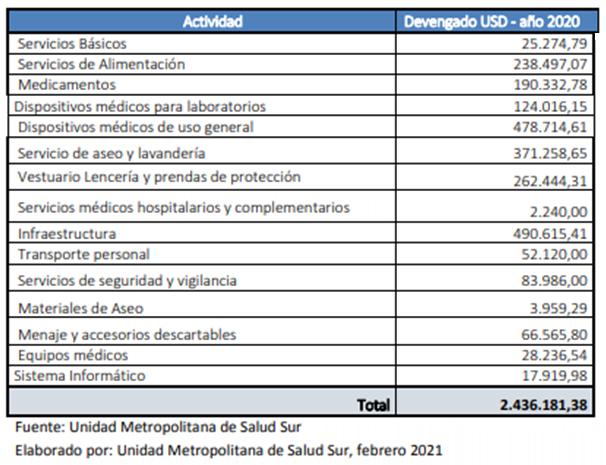 Actividad Devengado USD - año 2020
Servicios Básicos 25.274,79
Servicios de Alimentación 238.497,07
Medicamentos 190.332,78
Dispositivos médicos para laboratorios 124.016,15
Dispositivos médicos de uso general 478.714,61
Servicio de aseo y lavandería 371.258,65
Vestuario Lencería y prendas de protección 262.444,31
Servicios médicos hospitalarios y complementarios 2.240,00
Infraestructura 490.615,41
Transporte personal 52.120,00
Servicios de seguridad y vigilancia 83.986,00
Materiales de Aseo 3.959,29
Menaje y accesorios descartables 66.565,80
Equipos médicos 28.236,54
Sistema Informático 17.919,98
Total 2.436.181,38
Fuente: Unidad Metropolitana de Salud Sur
Elaborado por: Unidad Metropolitana de Salud Sur, febrero 2021